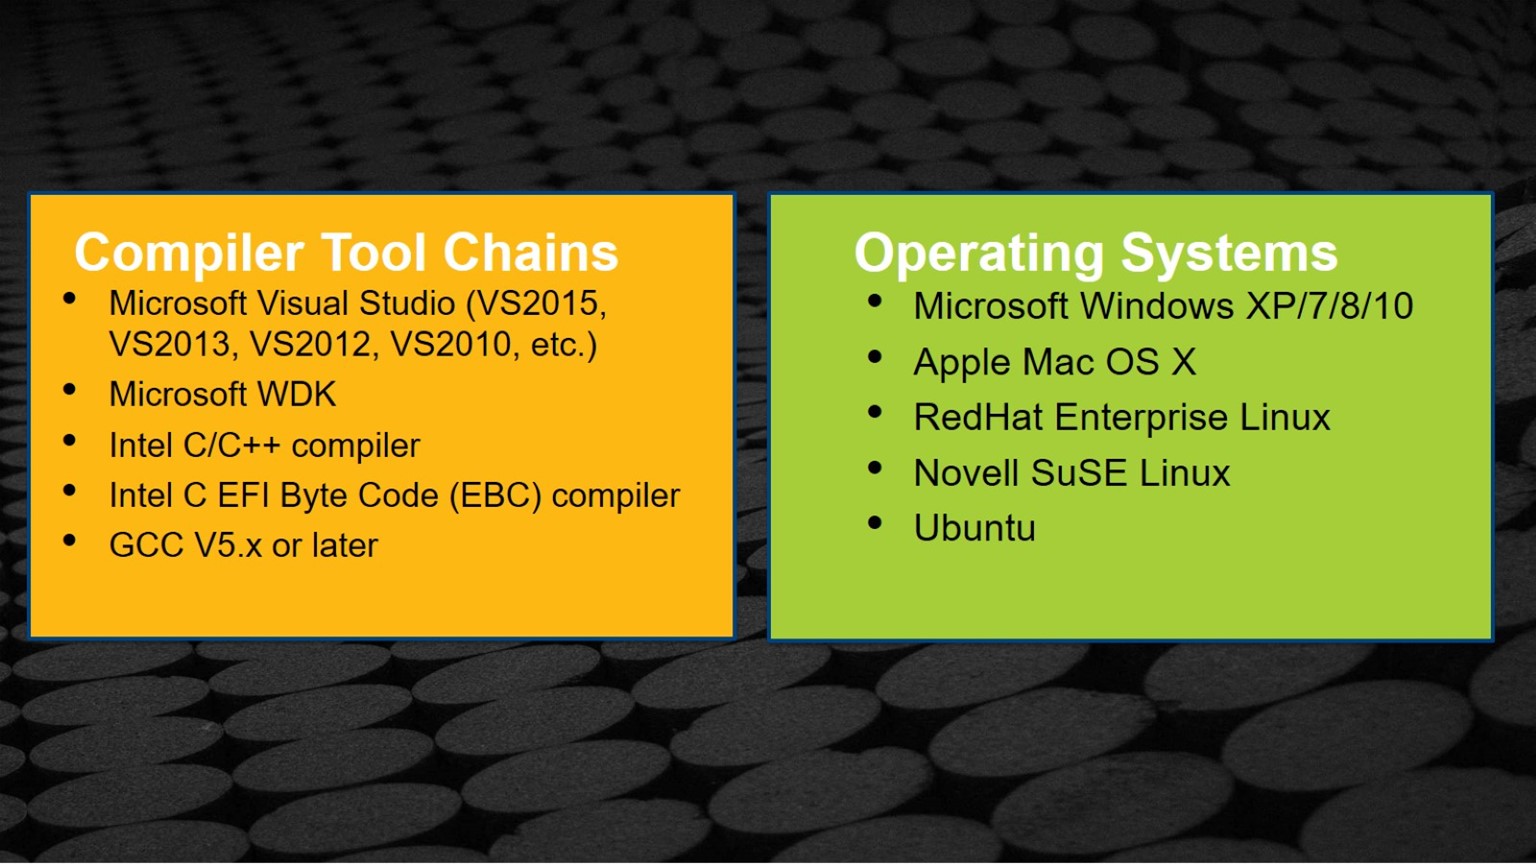 Compiler Tool Chains
• Microsoft Visual Studio (VS2015,
VS2013, VS2012, VS2010, etc.)
• Microsoft WDK
• Intel C/C++ compiler
• Intel C EFI Byte Code (EBC) compiler
• GCC V5.x or later
Operating Systems
• Microsoft Windows XP/7/8/10
• Apple Mac OS X
• RedHat Enterprise Linux
• Novell SuSE Linux
• Ubuntu